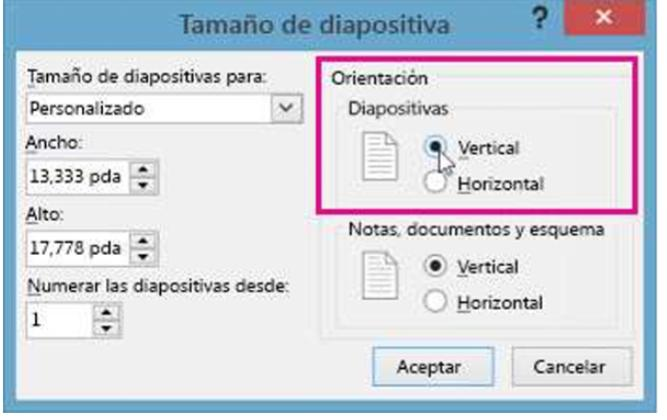 Tamaño de diapositiva
?
Tamaño de diapositivas para:
Personalizado
Ancho:
13,333 pda
Alto:
17,778 pda
Numerar las diapositivas desde:
1
Orientación
Diapositivas
Vertical
Horizontal
Notas, documentos y esquema
Vertical
Horizontal
Aceptar
Cancelar